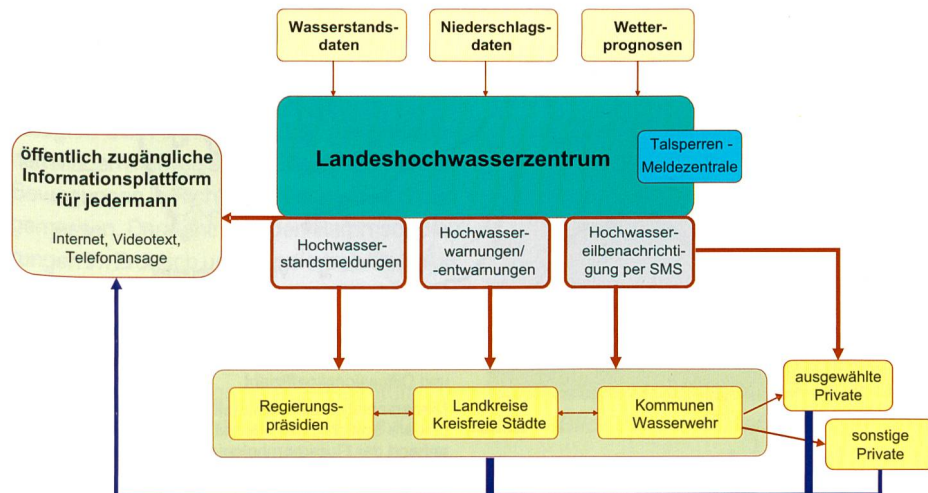 Wasserstands-
daten
Niederschlags-
daten
Wetter-
prognosen
Landeshochwasserzentrum
Talsperren -
Meldezentrale
öffentlich zugängliche
Informationsplattform
für jedermann
Internet, Videotext,
Telefonansage
Hochwasser-
standsmeldungen
Hochwasser-
warnungen/
-entwarnungen
Hochwasser-
eilbenachrichti-
gung per SMS
Regierungs-
präsidien
Landkreise
Kreisfreie Städte
Kommunen
Wasserwehr
ausgewählte
Private
sonstige
Private